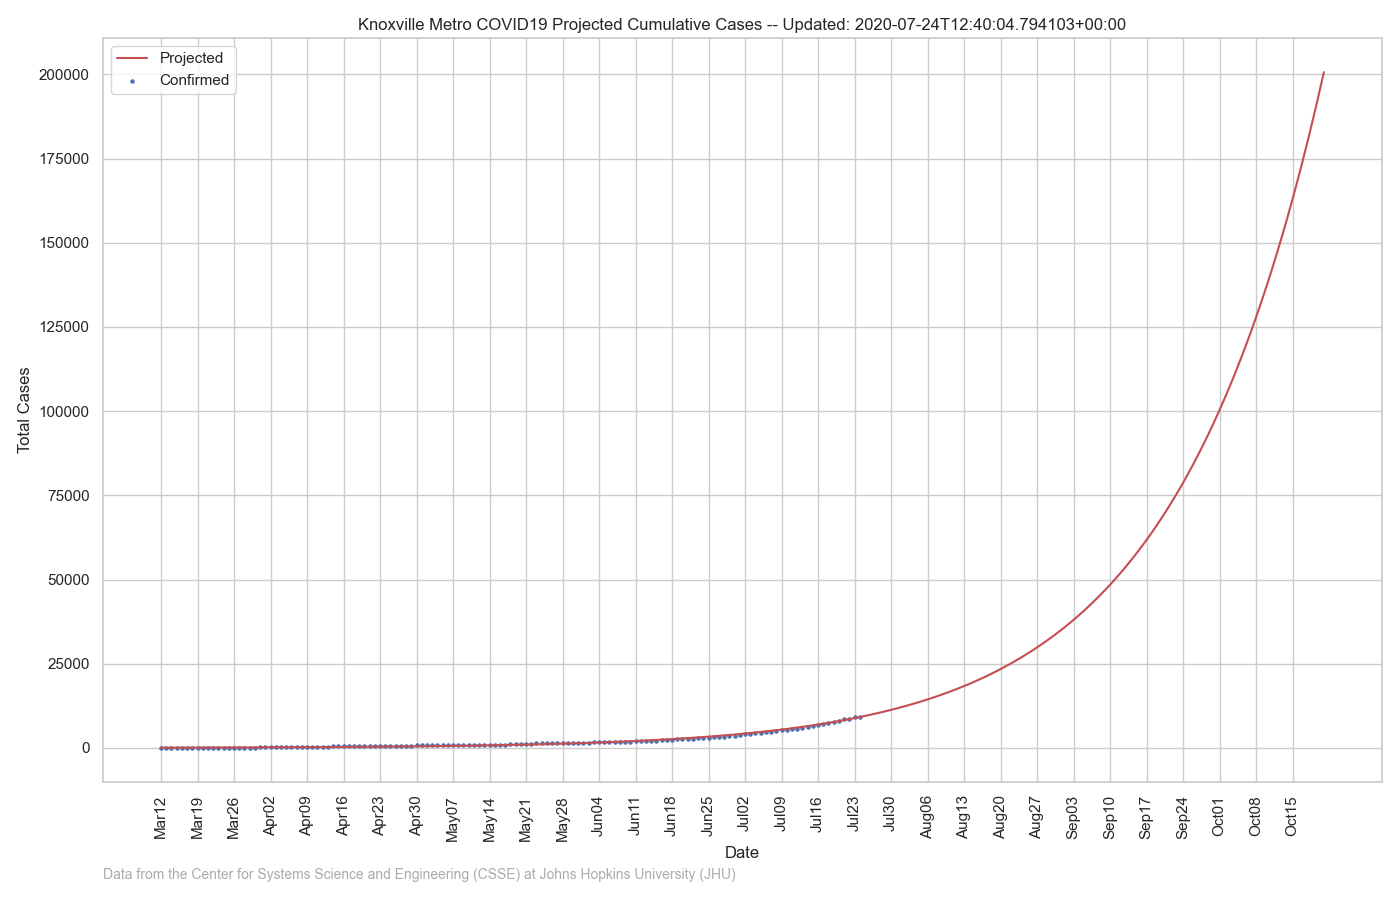 Knoxville Metro COVID19 Projected Cumulative Cases -- Updated: 2020-07-24T12:40:04.794103+00:00
Projected
Confirmed
200000
175000
150000
125000
100000
75000
50000
25000
0
Total Cases
Mar12
Mar19
Mar26
Apr02
Apr09
Apr16
Apr23
Apr30
May07
May14
May21
May28
Jun04
Jun11
Jun18
Jun25
Jul02
Jul09
Jul16
Jul23
Jul30
Aug06
Aug13
Aug20
Aug27
Sep03
Sep10
Sep17
Sep24
Oct01
Oct08
Oct15
Date
Data from the Center for Systems Science and Engineering (CSSE) at Johns Hopkins University (JHU)